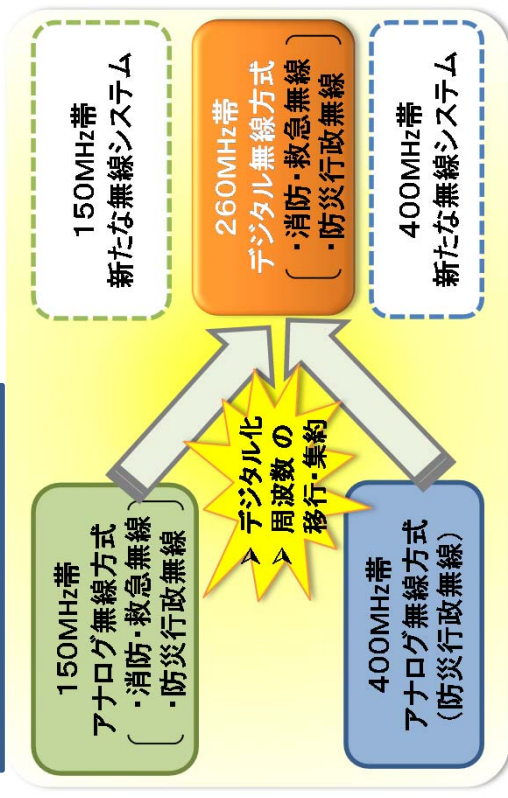 150MHz帯
アナログ無線方式
・消防・救急無線
・防災行政無線
400MHz帯
アナログ無線方式
(防災行政無線)
➤ デジタル化
➤ 周波数の
移行・集約
150MHz帯
新たな無線システム
260MHz帯
デジタル無線方式
・消防・救急無線
・防災行政無線
400MHz帯
新たな無線システム